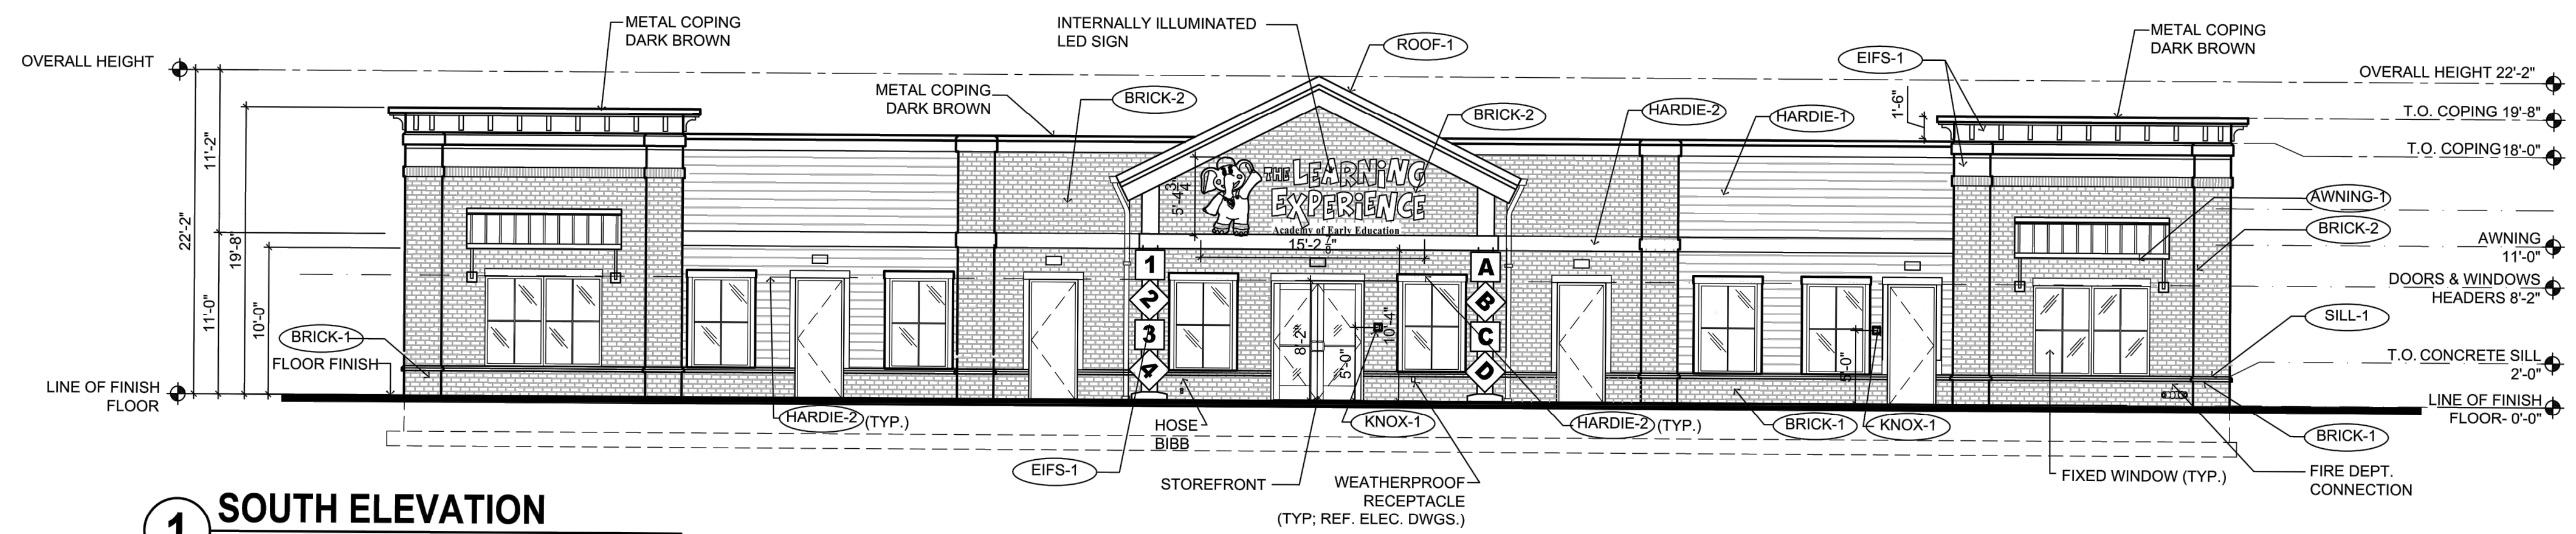 METAL COPING
DARK BROWN
INTERNALLY ILLUMINATED
LED SIGN
ROOF-1
METAL COPING
DARK BROWN
EIFS-1
OVERALL HEIGHT
OVERALL HEIGHT 22'-2"
METAL COPING
DARK BROWN
BRICK-2
BRICK-2
HARDIE-2
HARDIE-1
1'-6"
T.O. COPING 19'-8"
T.O. COPING 18'-0"
11'-2"
22'-2"
19'-8"
11'-0"
10'-0"
5'-4 3/4"
THE LEARNING
EXPERIENCE
Academy of Early Education
15'-2 7/8"
AWNING-1
BRICK-2
AWNING
11'-0"
DOORS & WINDOWS
HEADERS 8'-2"
1
2
3
4
A
B
C
D
8'-2"
5'-0"
10'-4"
5'-0"
SILL-1
BRICK-1
FLOOR FINISH
T.O. CONCRETE SILL
2'-0"
LINE OF FINISH
FLOOR
LINE OF FINISH
FLOOR- 0'-0"
HARDIE-2 (TYP.)
HOSE
BIBB
KNOX-1
HARDIE-2 (TYP.)
BRICK-1
KNOX-1
BRICK-1
EIFS-1
STOREFRONT
WEATHERPROOF
RECEPTACLE
(TYP; REF. ELEC. DWGS.)
FIXED WINDOW (TYP.)
FIRE DEPT.
CONNECTION
1
SOUTH ELEVATION